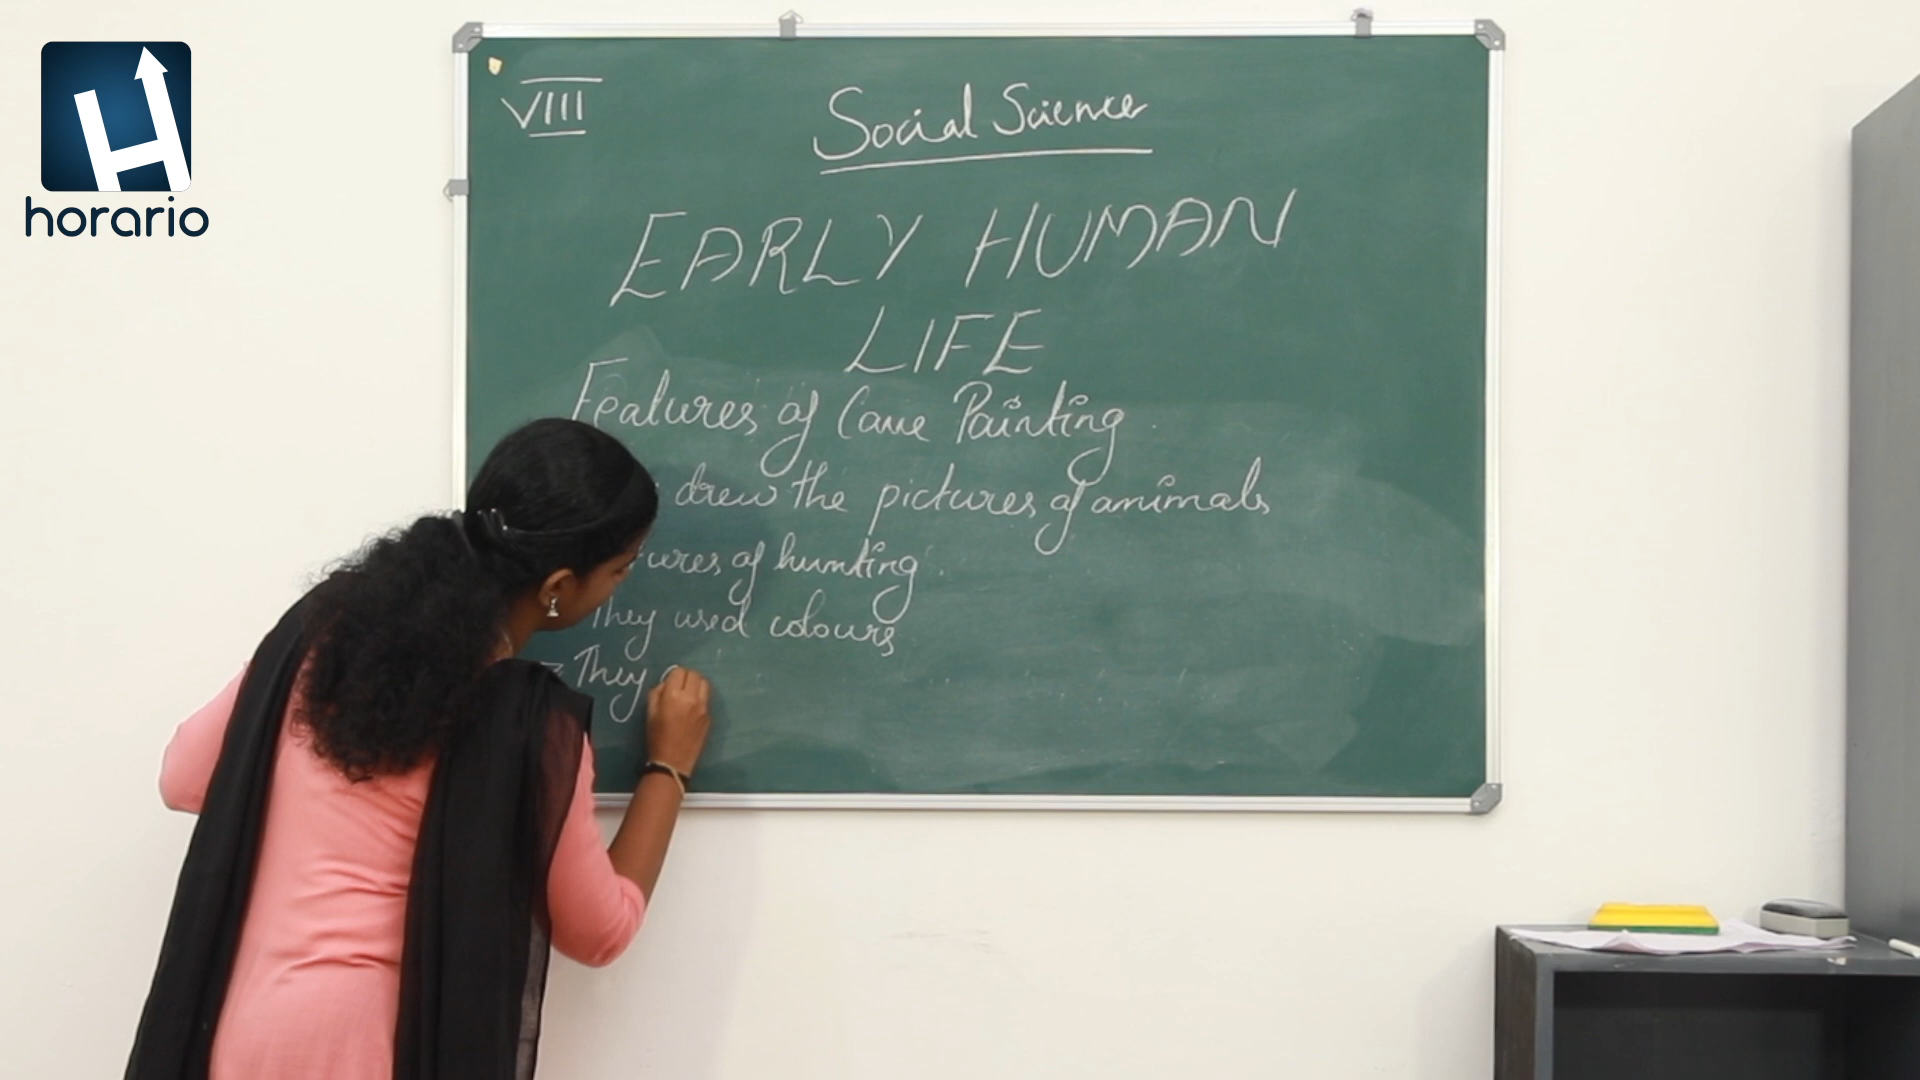 horario
VIII
Social Science
EARLY HUMAN
LIFE
Features of Cave Painting.
drew the pictures of animals
of hunting.
They used colours
They